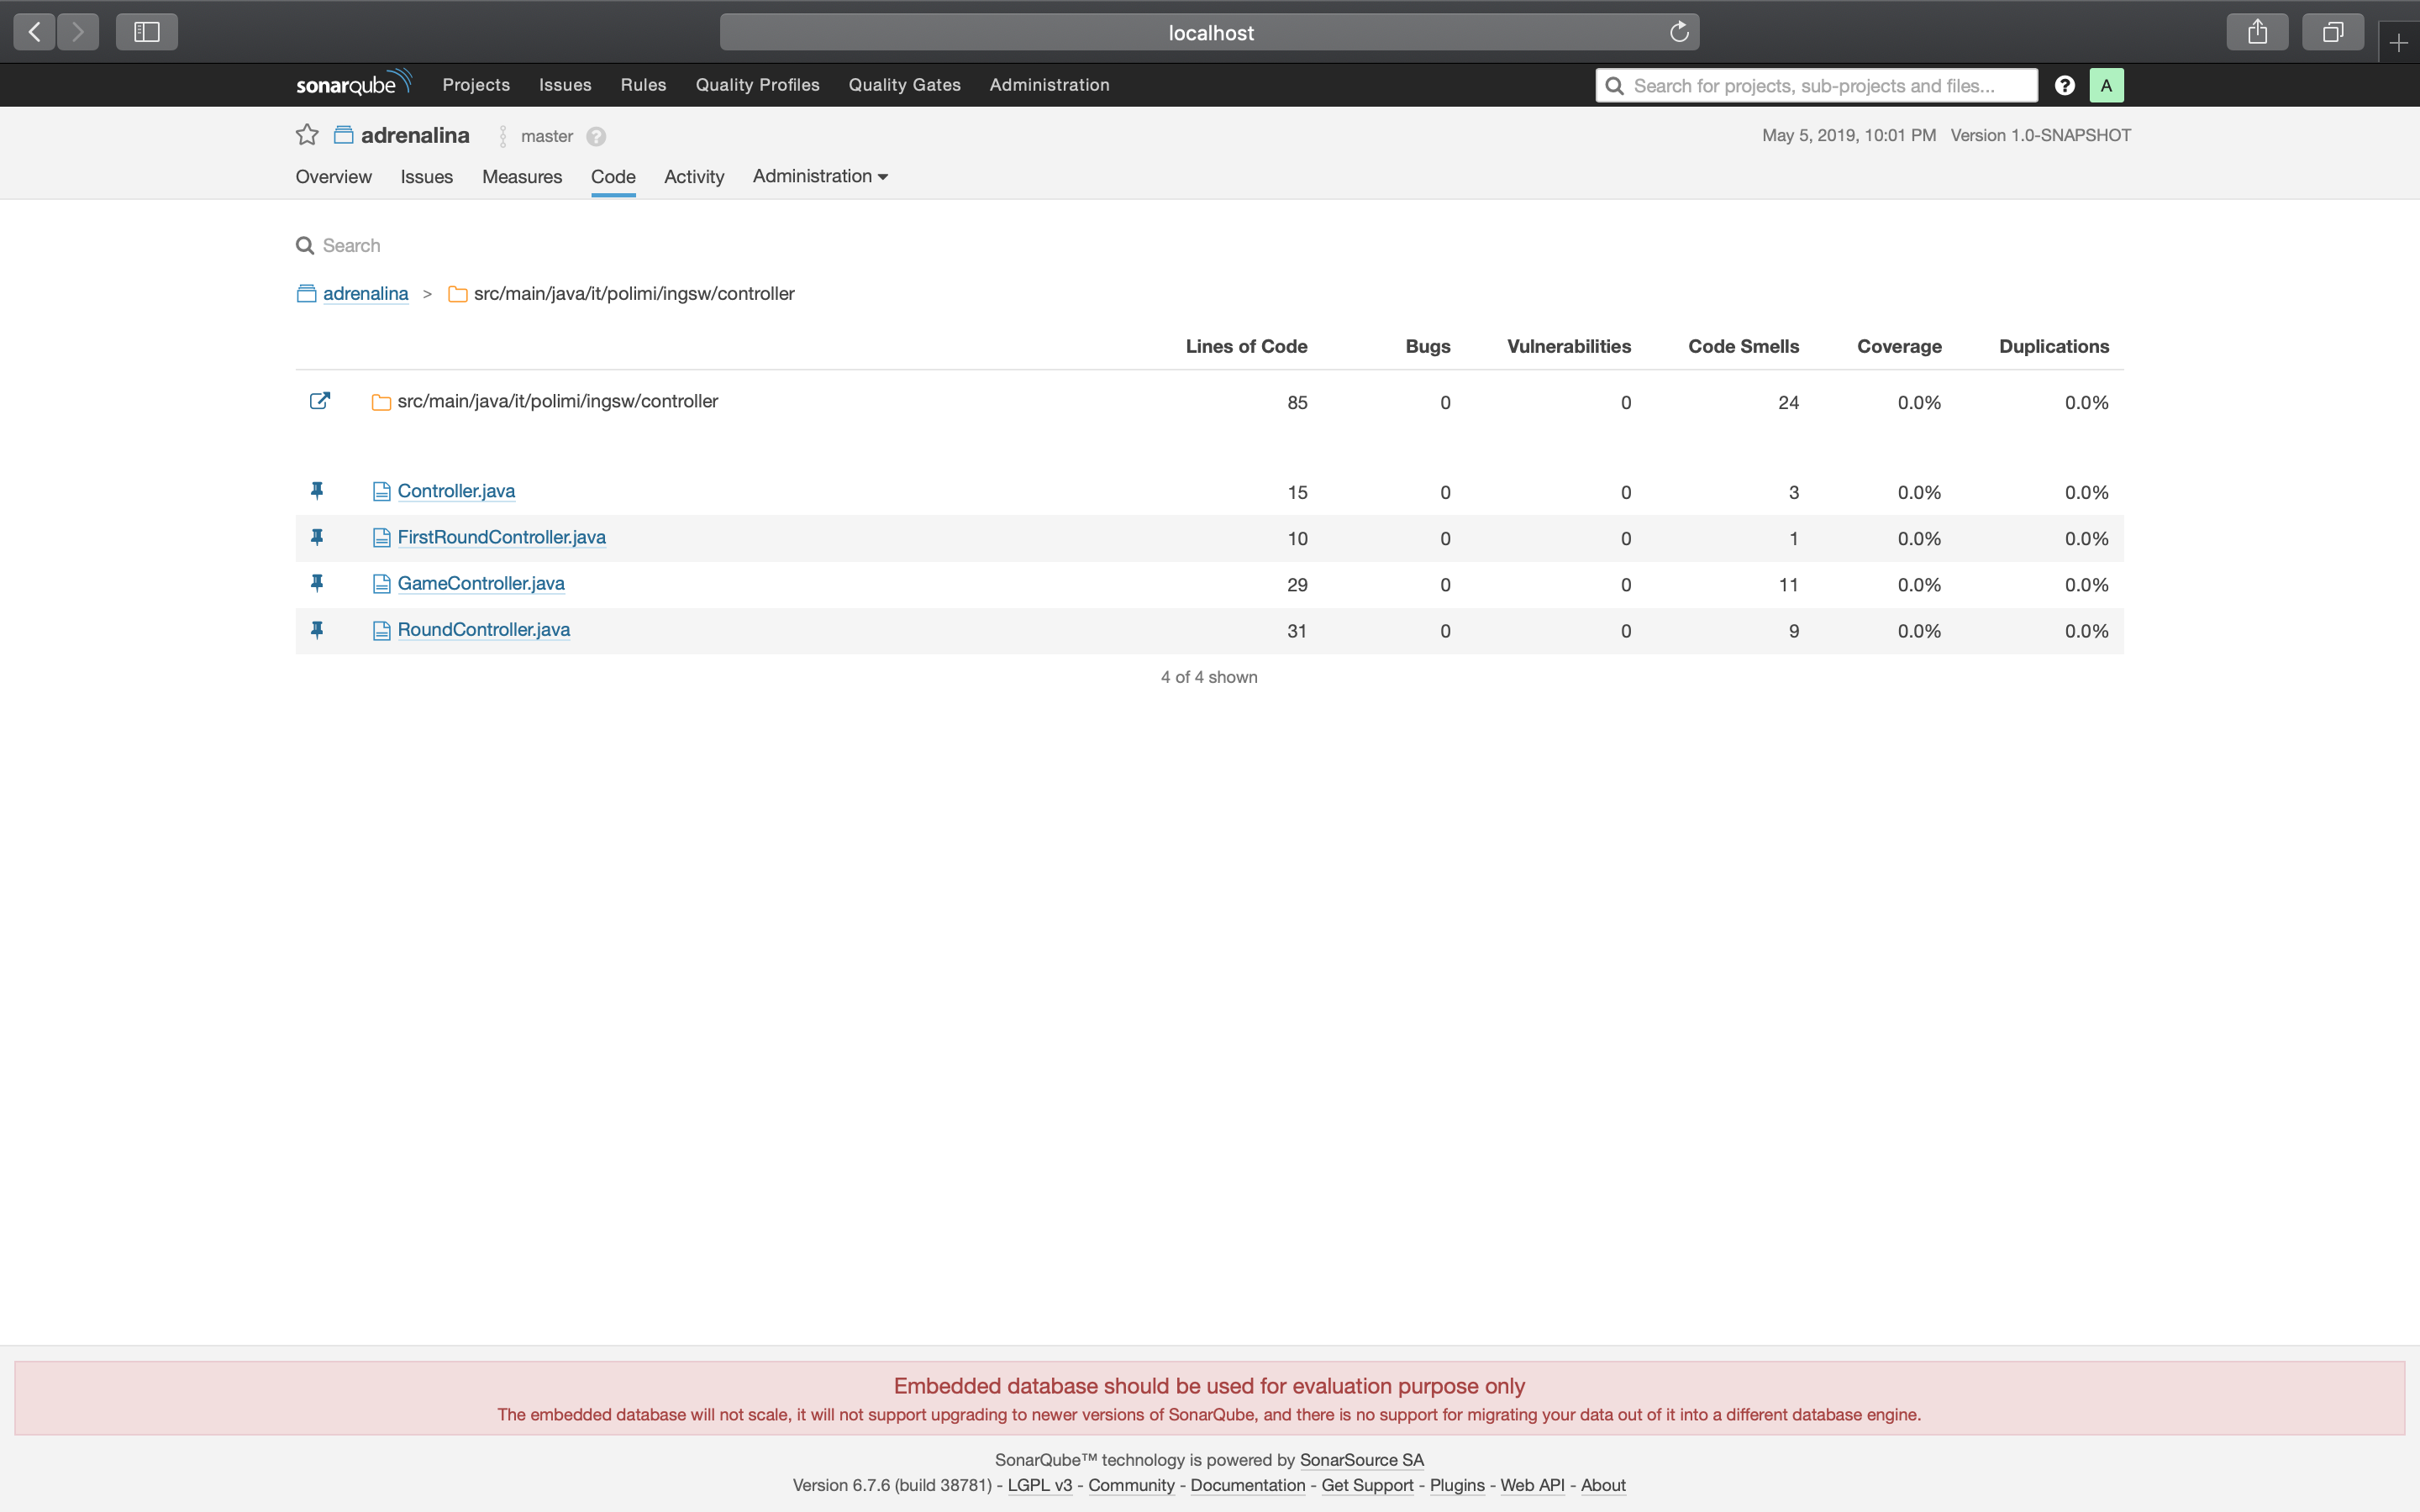 localhost
sonarqube Projects Issues Rules Quality Profiles Quality Gates Administration Search for projects, sub-projects and files... ? A
adrenalina master ? May 5, 2019, 10:01 PM Version 1.0-SNAPSHOT
Overview Issues Measures Code Activity Administration
Search
adrenalina > src/main/java/it/polimi/ingsw/controller
Lines of Code Bugs Vulnerabilities Code Smells Coverage Duplications
src/main/java/it/polimi/ingsw/controller 85 0 0 24 0.0% 0.0%
Controller.java 15 0 0 3 0.0% 0.0%
FirstRoundController.java 10 0 0 1 0.0% 0.0%
GameController.java 29 0 0 11 0.0% 0.0%
RoundController.java 31 0 0 9 0.0% 0.0%
4 of 4 shown
Embedded database should be used for evaluation purpose only
The embedded database will not scale, it will not support upgrading to newer versions of SonarQube, and there is no support for migrating your data out of it into a different database engine.
SonarQube™ technology is powered by SonarSource SA
Version 6.7.6 (build 38781) - LGPL v3 - Community - Documentation - Get Support - Plugins - Web API - About